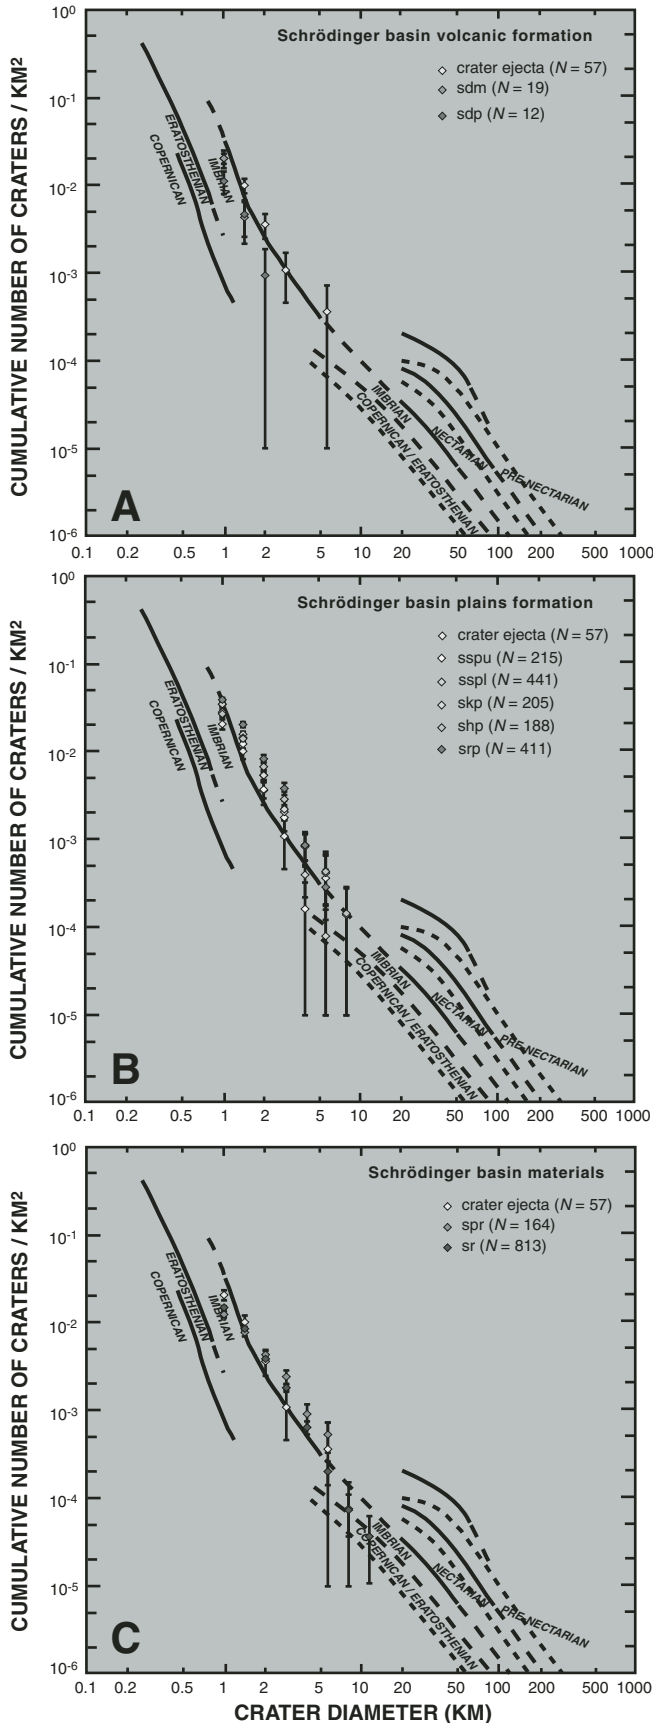 Schrödinger basin volcanic formation
crater ejecta (N = 57)
sdm (N = 19)
sdp (N = 12)
CUMULATIVE NUMBER OF CRATERS / KM²
10⁰
10⁻¹
10⁻²
10⁻³
10⁻⁴
10⁻⁵
10⁻⁶
ERATOSTHENIAN
COPERNICAN
IMBRIAN
IMBRIAN
COPERNICAN / ERATOSTHENIAN
NECTARIAN
PRE-NECTARIAN
A
0.1 0.2 0.5 1 2 5 10 20 50 100 200 500 1000
Schrödinger basin plains formation
crater ejecta (N = 57)
sspu (N = 215)
sspl (N = 441)
skp (N = 205)
shp (N = 188)
srp (N = 411)
CUMULATIVE NUMBER OF CRATERS / KM²
10⁰
10⁻¹
10⁻²
10⁻³
10⁻⁴
10⁻⁵
10⁻⁶
ERATOSTHENIAN
COPERNICAN
IMBRIAN
IMBRIAN
COPERNICAN / ERATOSTHENIAN
NECTARIAN
PRE-NECTARIAN
B
0.1 0.2 0.5 1 2 5 10 20 50 100 200 500 1000
Schrödinger basin materials
crater ejecta (N = 57)
spr (N = 164)
sr (N = 813)
CUMULATIVE NUMBER OF CRATERS / KM²
10⁰
10⁻¹
10⁻²
10⁻³
10⁻⁴
10⁻⁵
10⁻⁶
ERATOSTHENIAN
COPERNICAN
IMBRIAN
IMBRIAN
COPERNICAN / ERATOSTHENIAN
NECTARIAN
PRE-NECTARIAN
C
0.1 0.2 0.5 1 2 5 10 20 50 100 200 500 1000
CRATER DIAMETER (KM)